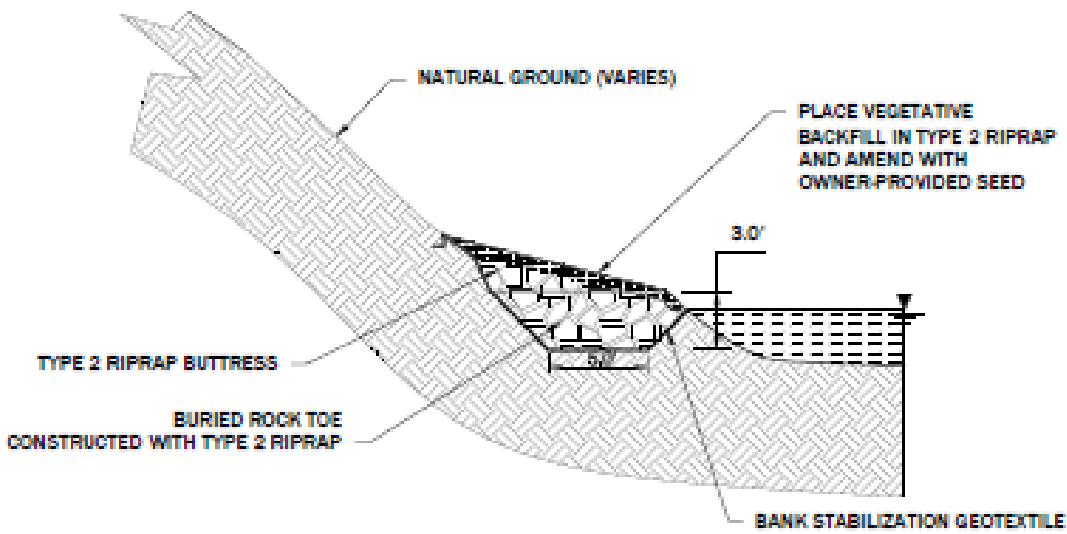 NATURAL GROUND (VARIES)
PLACE VEGETATIVE
BACKFILL IN TYPE 2 RIPRAP
AND AMEND WITH
OWNER-PROVIDED SEED
3.0'
TYPE 2 RIPRAP BUTTRESS
BURIED ROCK TOE
CONSTRUCTED WITH TYPE 2 RIPRAP
BANK STABILIZATION GEOTEXTILE